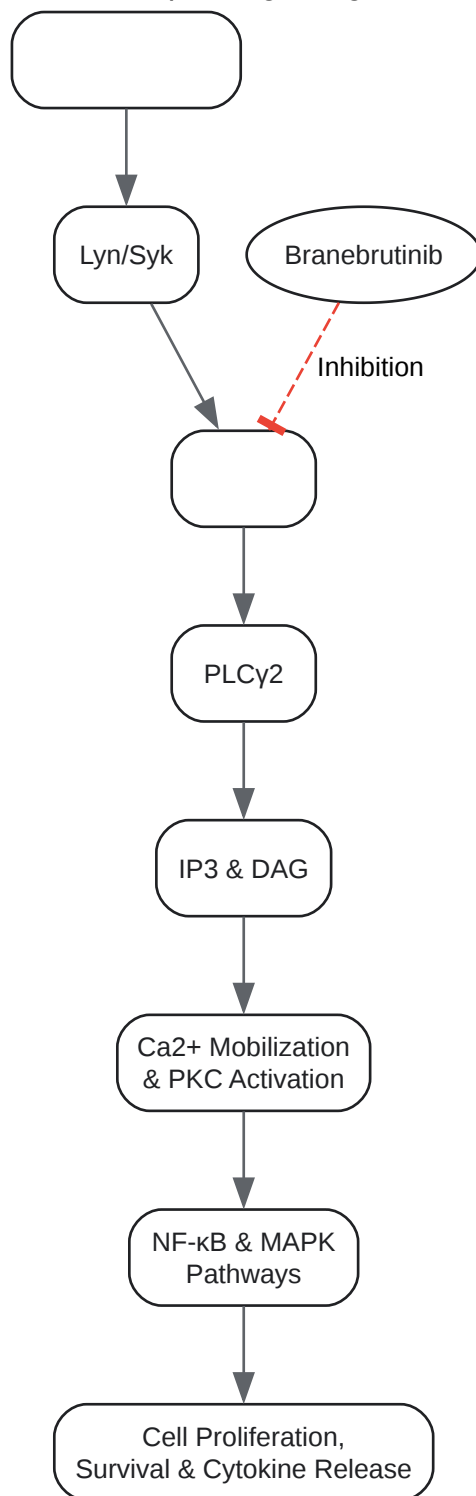 Lyn/Syk
Branebrutinib
Inhibition
PLCγ2
IP3 & DAG
Ca2+ Mobilization
& PKC Activation
NF-κB & MAPK
Pathways
Cell Proliferation,
Survival & Cytokine Release